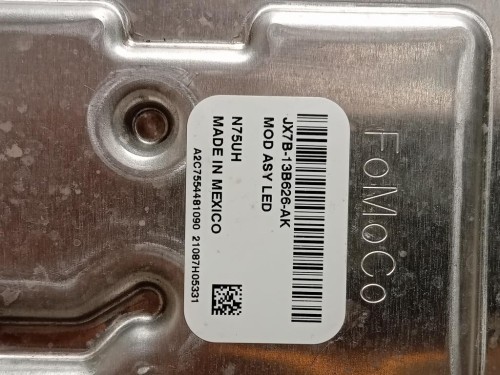 FoMoCo
JX7B-13B626-AK
MOD ASY LED
N75UH
MADE IN MEXICO
A2C7554481090 21087H05331